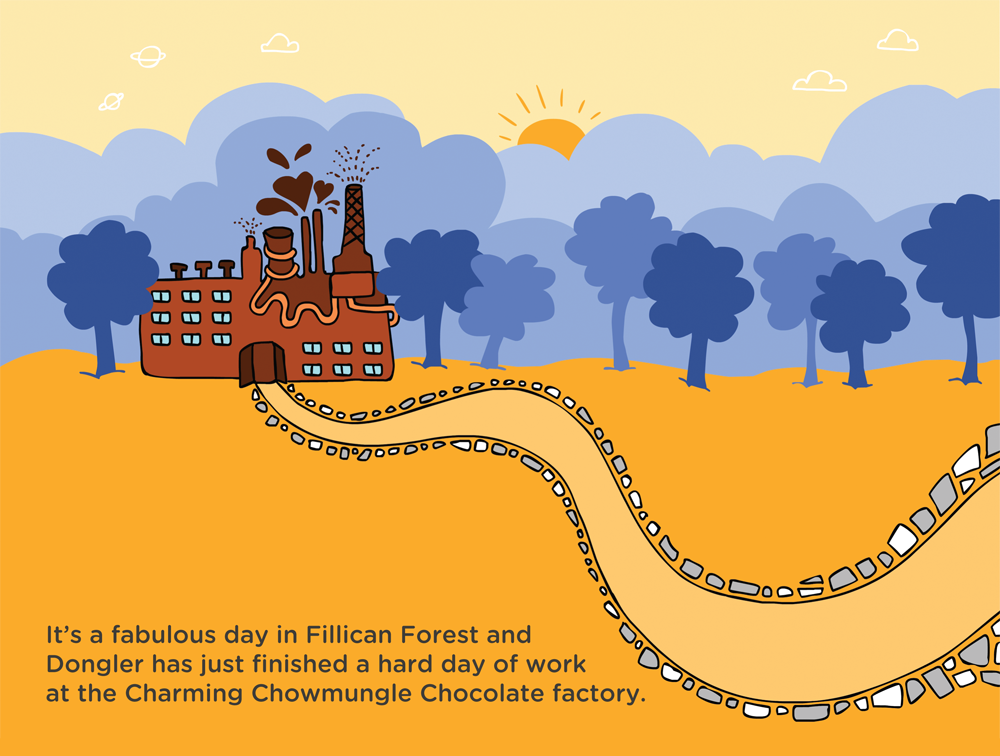 It’s a fabulous day in Fillican Forest and
Dongler has just finished a hard day of work
at the Charming Chowmungle Chocolate factory.